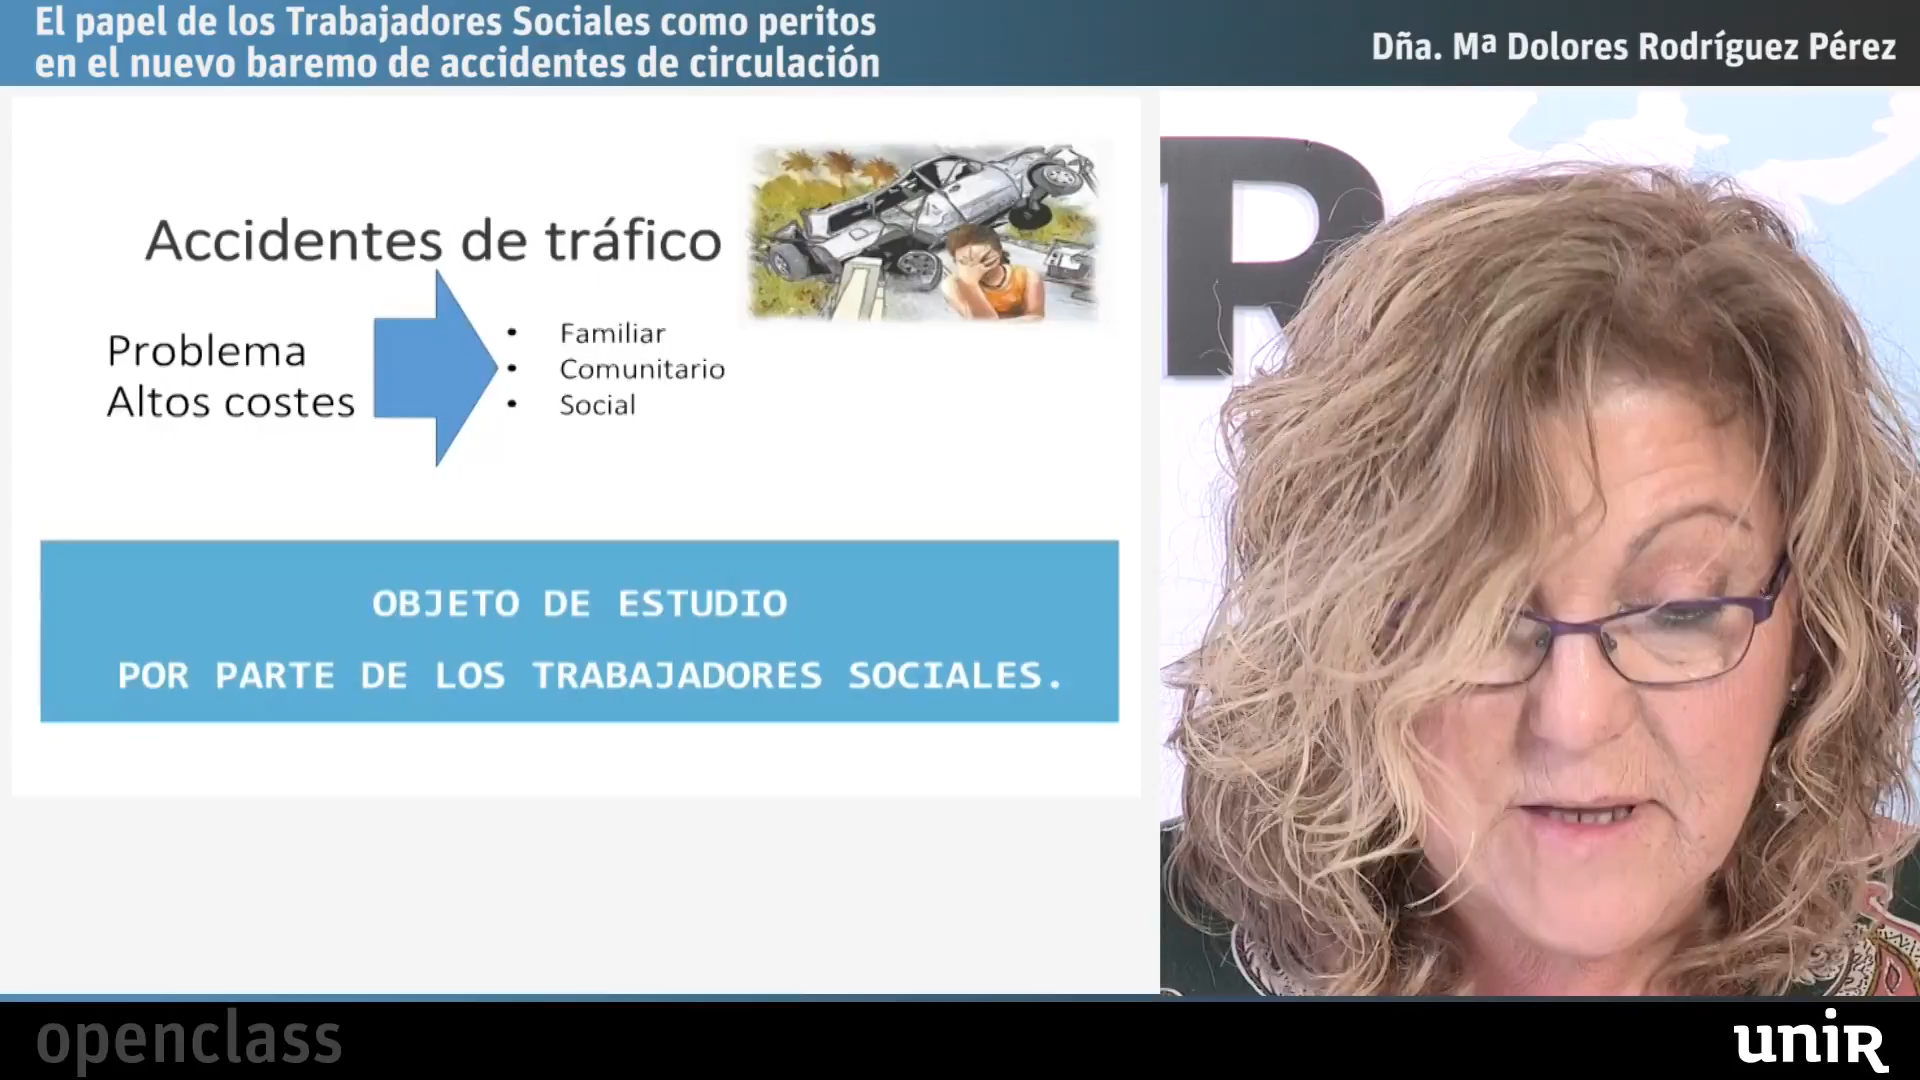 El papel de los Trabajadores Sociales como peritos
en el nuevo baremo de accidentes de circulación
Dña. Mª Dolores Rodríguez Pérez
R
Accidentes de tráfico
Problema
Altos costes
• Familiar
• Comunitario
• Social
OBJETO DE ESTUDIO
POR PARTE DE LOS TRABAJADORES SOCIALES.
openclass
unir